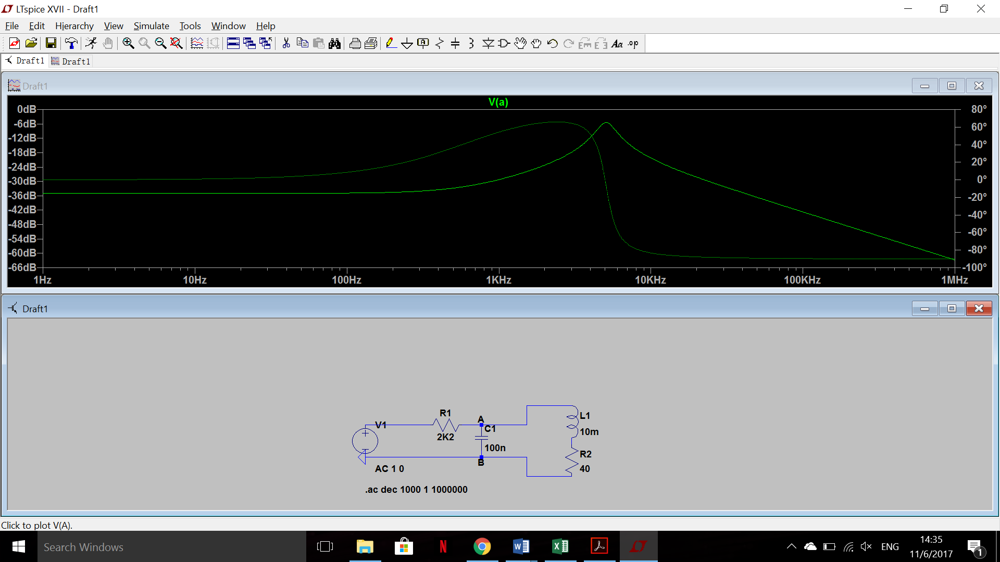 LTspice XVII - Draft1
File Edit Hierarchy View Simulate Tools Window Help
Draft1 Draft1
Draft1
V(a)
0dB
-6dB
-12dB
-18dB
-24dB
-30dB
-36dB
-42dB
-48dB
-54dB
-60dB
-66dB
80°
60°
40°
20°
0°
-20°
-40°
-60°
-80°
-100°
1Hz 10Hz 100Hz 1KHz 10KHz 100KHz 1MHz
Draft1
V1
AC 1 0
R1
2K2
A
C1
100n
B
L1
10m
R2
40
.ac dec 1000 1 1000000
Click to plot V(A).
Search Windows
ENG
14:35
11/6/2017
1